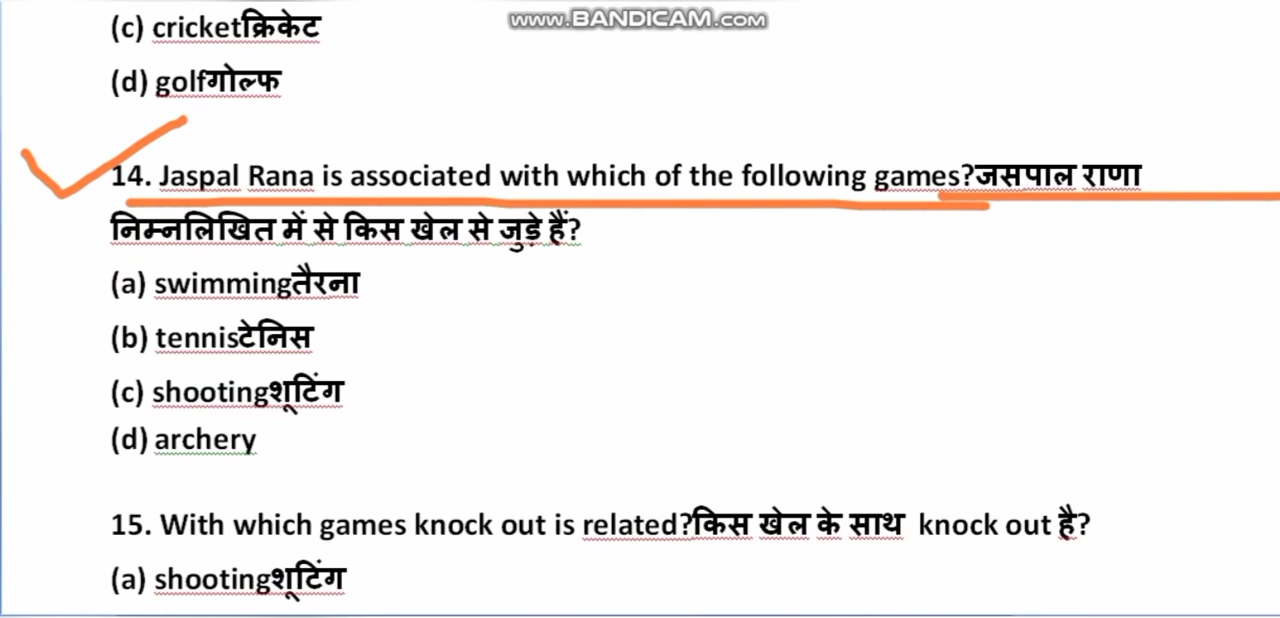 www.BANDICAM.com
(c) cricketक्रिकेट
(d) golfगोल्फ
14. Jaspal Rana is associated with which of the following games?जसपाल राणा
निम्नलिखित में से किस खेल से जुड़े हैं?
(a) swimmingतैरना
(b) tennisटेनिस
(c) shootingशूटिंग
(d) archery
15. With which games knock out is related?किस खेल के साथ knock out है?
(a) shootingशूटिंग